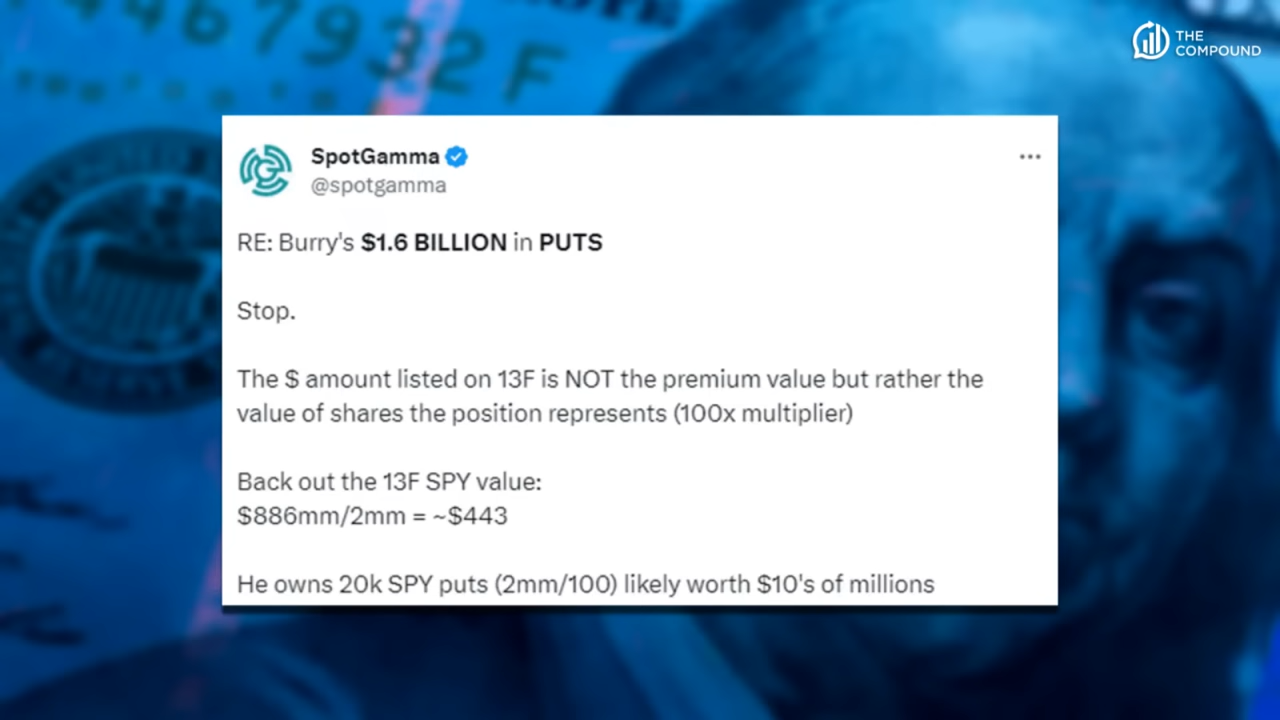 THE
COMPOUND
SpotGamma
@spotgamma
RE: Burry's $1.6 BILLION in PUTS
Stop.
The $ amount listed on 13F is NOT the premium value but rather the
value of shares the position represents (100x multiplier)
Back out the 13F SPY value:
$886mm/2mm = ~$443
He owns 20k SPY puts (2mm/100) likely worth $10's of millions